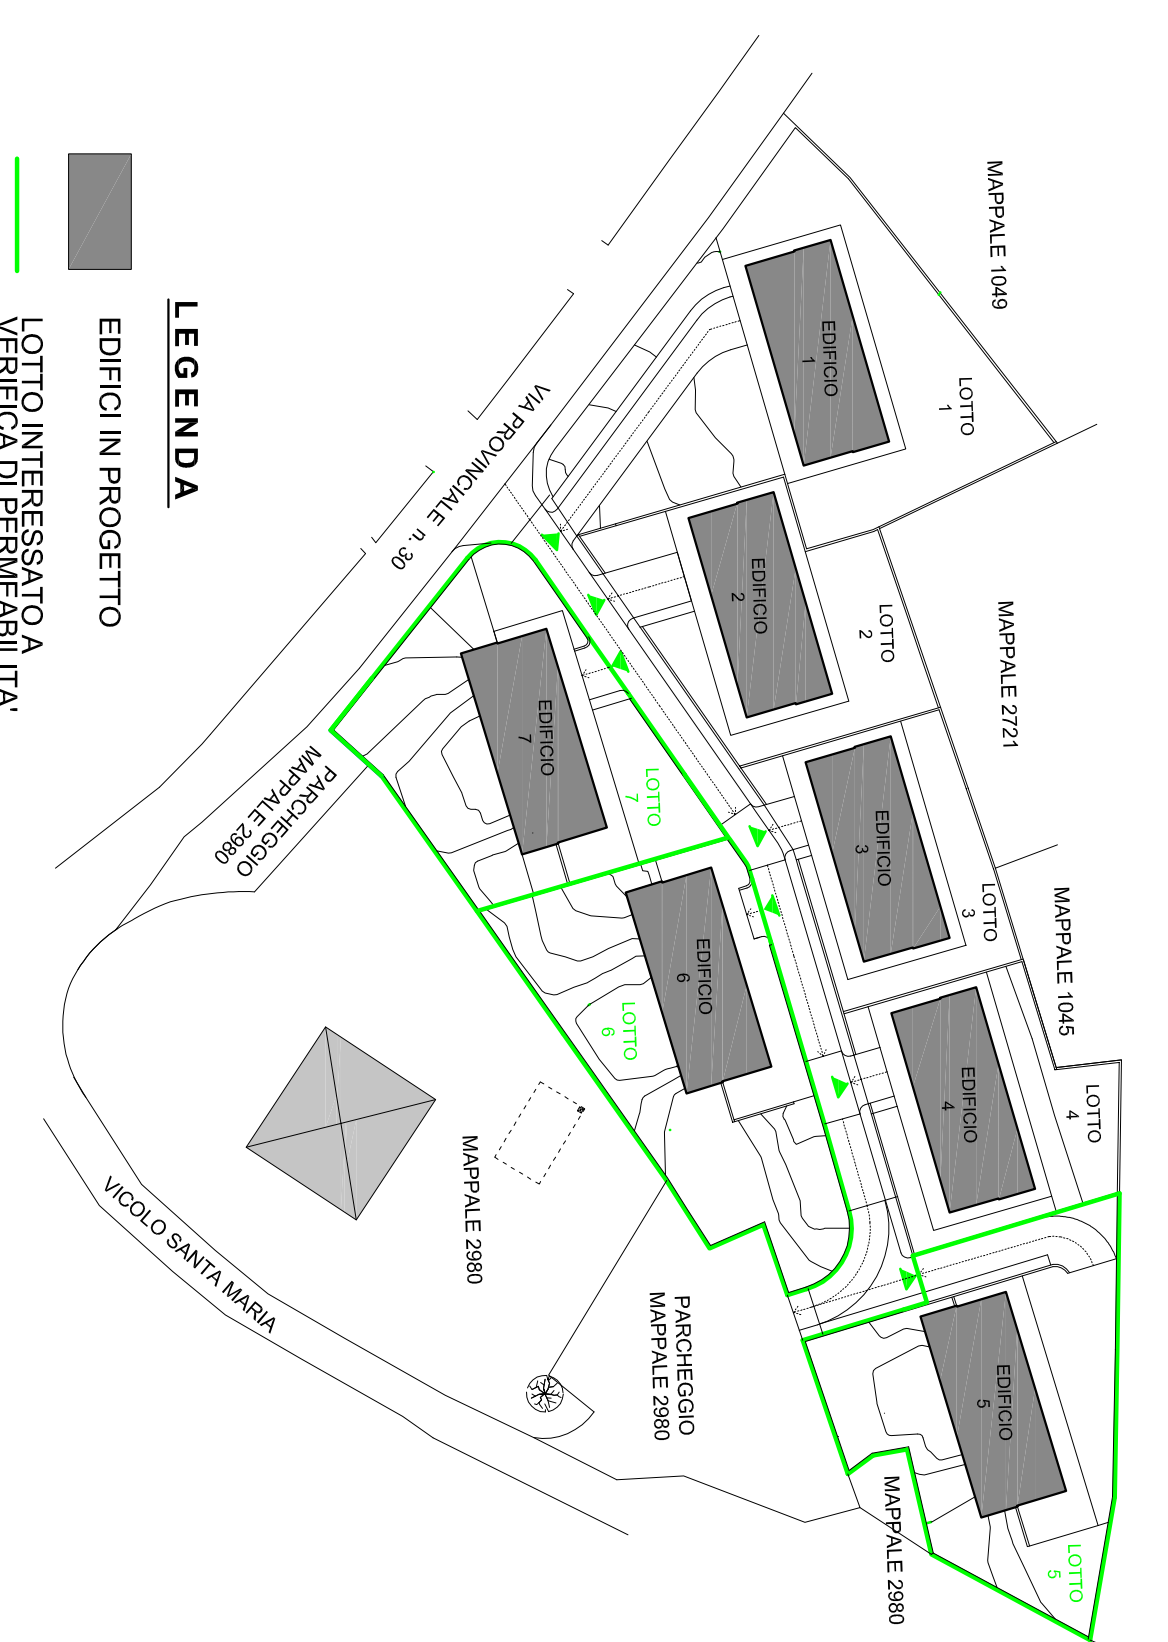 MAPPALE 1049
MAPPALE 2721
MAPPALE 1045
LOTTO
1
EDIFICIO
1
LOTTO
2
EDIFICIO
2
LOTTO
3
EDIFICIO
3
LOTTO
4
EDIFICIO
4
LOTTO
5
EDIFICIO
5
LOTTO
6
EDIFICIO
6
LOTTO
7
EDIFICIO
7
VIA PROVINCIALE n. 30
PARCHEGGIO
MAPPALE 2980
MAPPALE 2980
PARCHEGGIO
MAPPALE 2980
MAPPALE 2980
VICOLO SANTA MARIA
LEGENDA
EDIFICI IN PROGETTO
LOTTO INTERESSATO A
VERIFICA DI PERMEABILITA'